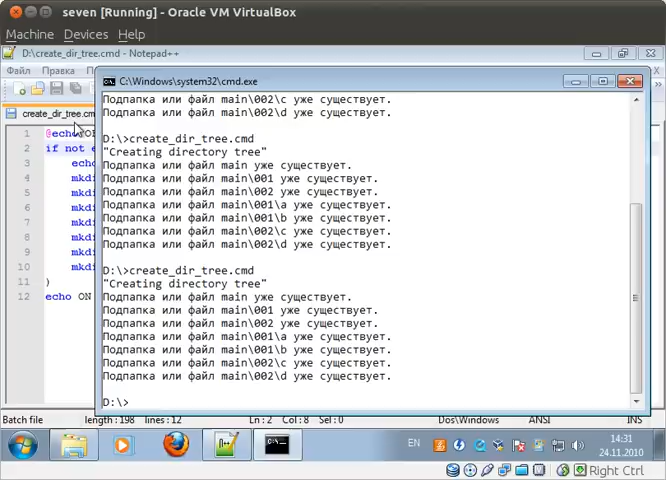 seven [Running] - Oracle VM VirtualBox
Machine Devices Help
D:\create_dir_tree.cmd - Notepad++
Файл Правка
C:\Windows\system32\cmd.exe
create_dir_tree.cm
Подпапка или файл main\002\c уже существует.
Подпапка или файл main\002\d уже существует.
D:\>create_dir_tree.cmd
"Creating directory tree"
Подпапка или файл main уже существует.
Подпапка или файл main\001 уже существует.
Подпапка или файл main\002 уже существует.
Подпапка или файл main\001\a уже существует.
Подпапка или файл main\001\b уже существует.
Подпапка или файл main\002\c уже существует.
Подпапка или файл main\002\d уже существует.
D:\>create_dir_tree.cmd
"Creating directory tree"
Подпапка или файл main уже существует.
Подпапка или файл main\001 уже существует.
Подпапка или файл main\002 уже существует.
Подпапка или файл main\001\a уже существует.
Подпапка или файл main\001\b уже существует.
Подпапка или файл main\002\c уже существует.
Подпапка или файл main\002\d уже существует.
D:\>
1 @echo O
2 if not e
3 echo
4 mkdi
5 mkdi
6 mkdi
7 mkdi
8 mkdi
9 mkdi
10 mkdi
11 )
12 echo ON
Batch file length : 198 lines : 12 Ln : 2 Col : 8 Sel : 0 Dos\Windows ANSI INS
EN 14:31
24.11.2010
Right Ctrl